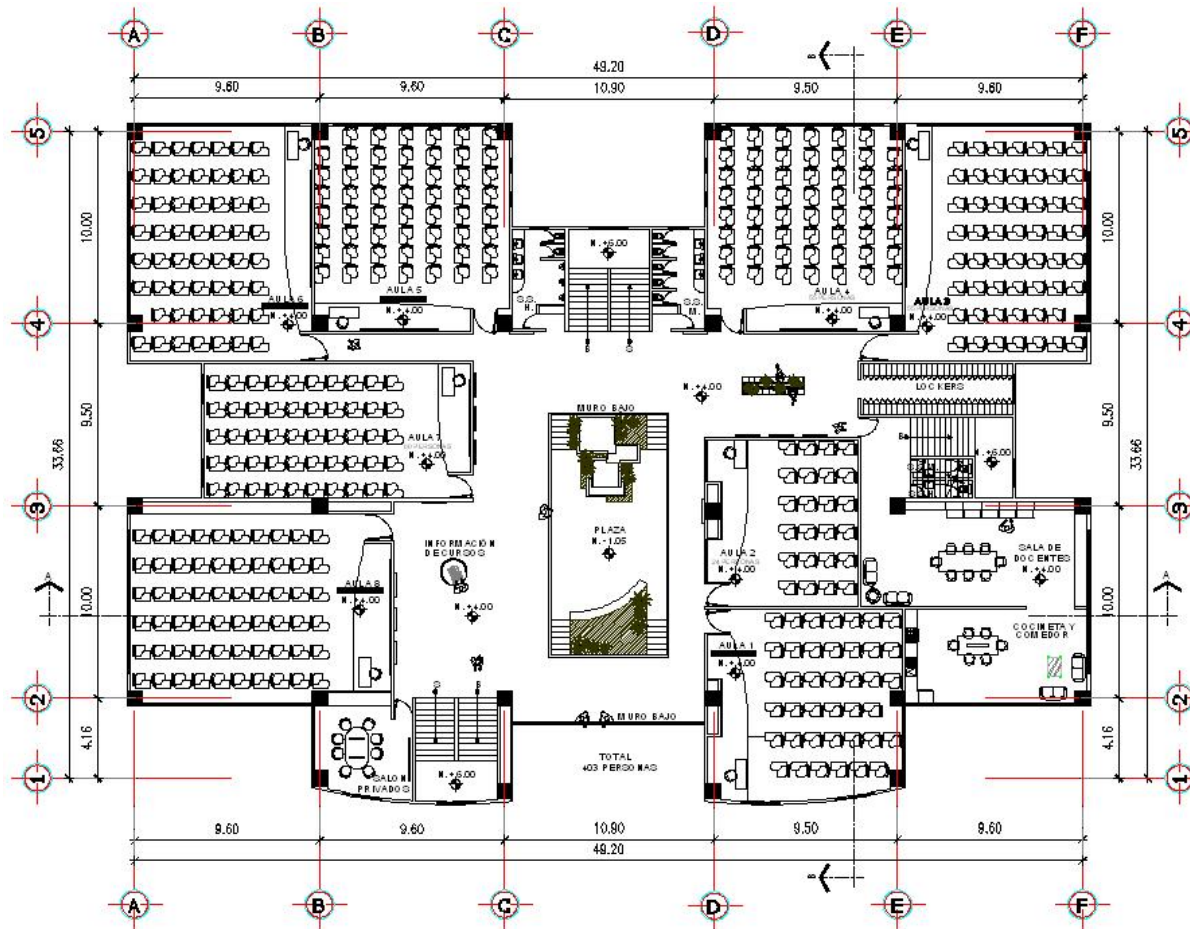 A B C D E F
49.20
9.60 9.60 10.90 9.50 9.60
5 5
10.00 10.00
N.+6.00
AULA 6
N.+4.00
AULA 5
N.+4.00
S.S.
H.
S.S.
M.
AULA 4
N.+4.00
AULA 3
N.+4.00
4 4
B
LOCKERS
N.+4.00
MURO BAJO
9.50 9.50
33.66 33.66
AULA 7
N.+4.00
N.+6.00
3 3
INFORMACION
DE CURSOS
PLAZA
N.-1.05
AULA 2
24 PERSONAS
N.+4.00
SALA DE
DOCENTES
N.+4.00
AULA 8
N.+4.00
A A
N.+4.00
10.00 10.00
COCINETA Y
COMEDOR
AULA 1
N.+4.00
2 2
MURO BAJO
4.16 4.16
TOTAL
403 PERSONAS
SALON
PRIVADOS
N.+6.00
1 1
9.60 9.60 10.90 9.50 9.60
49.20
A B C D E F